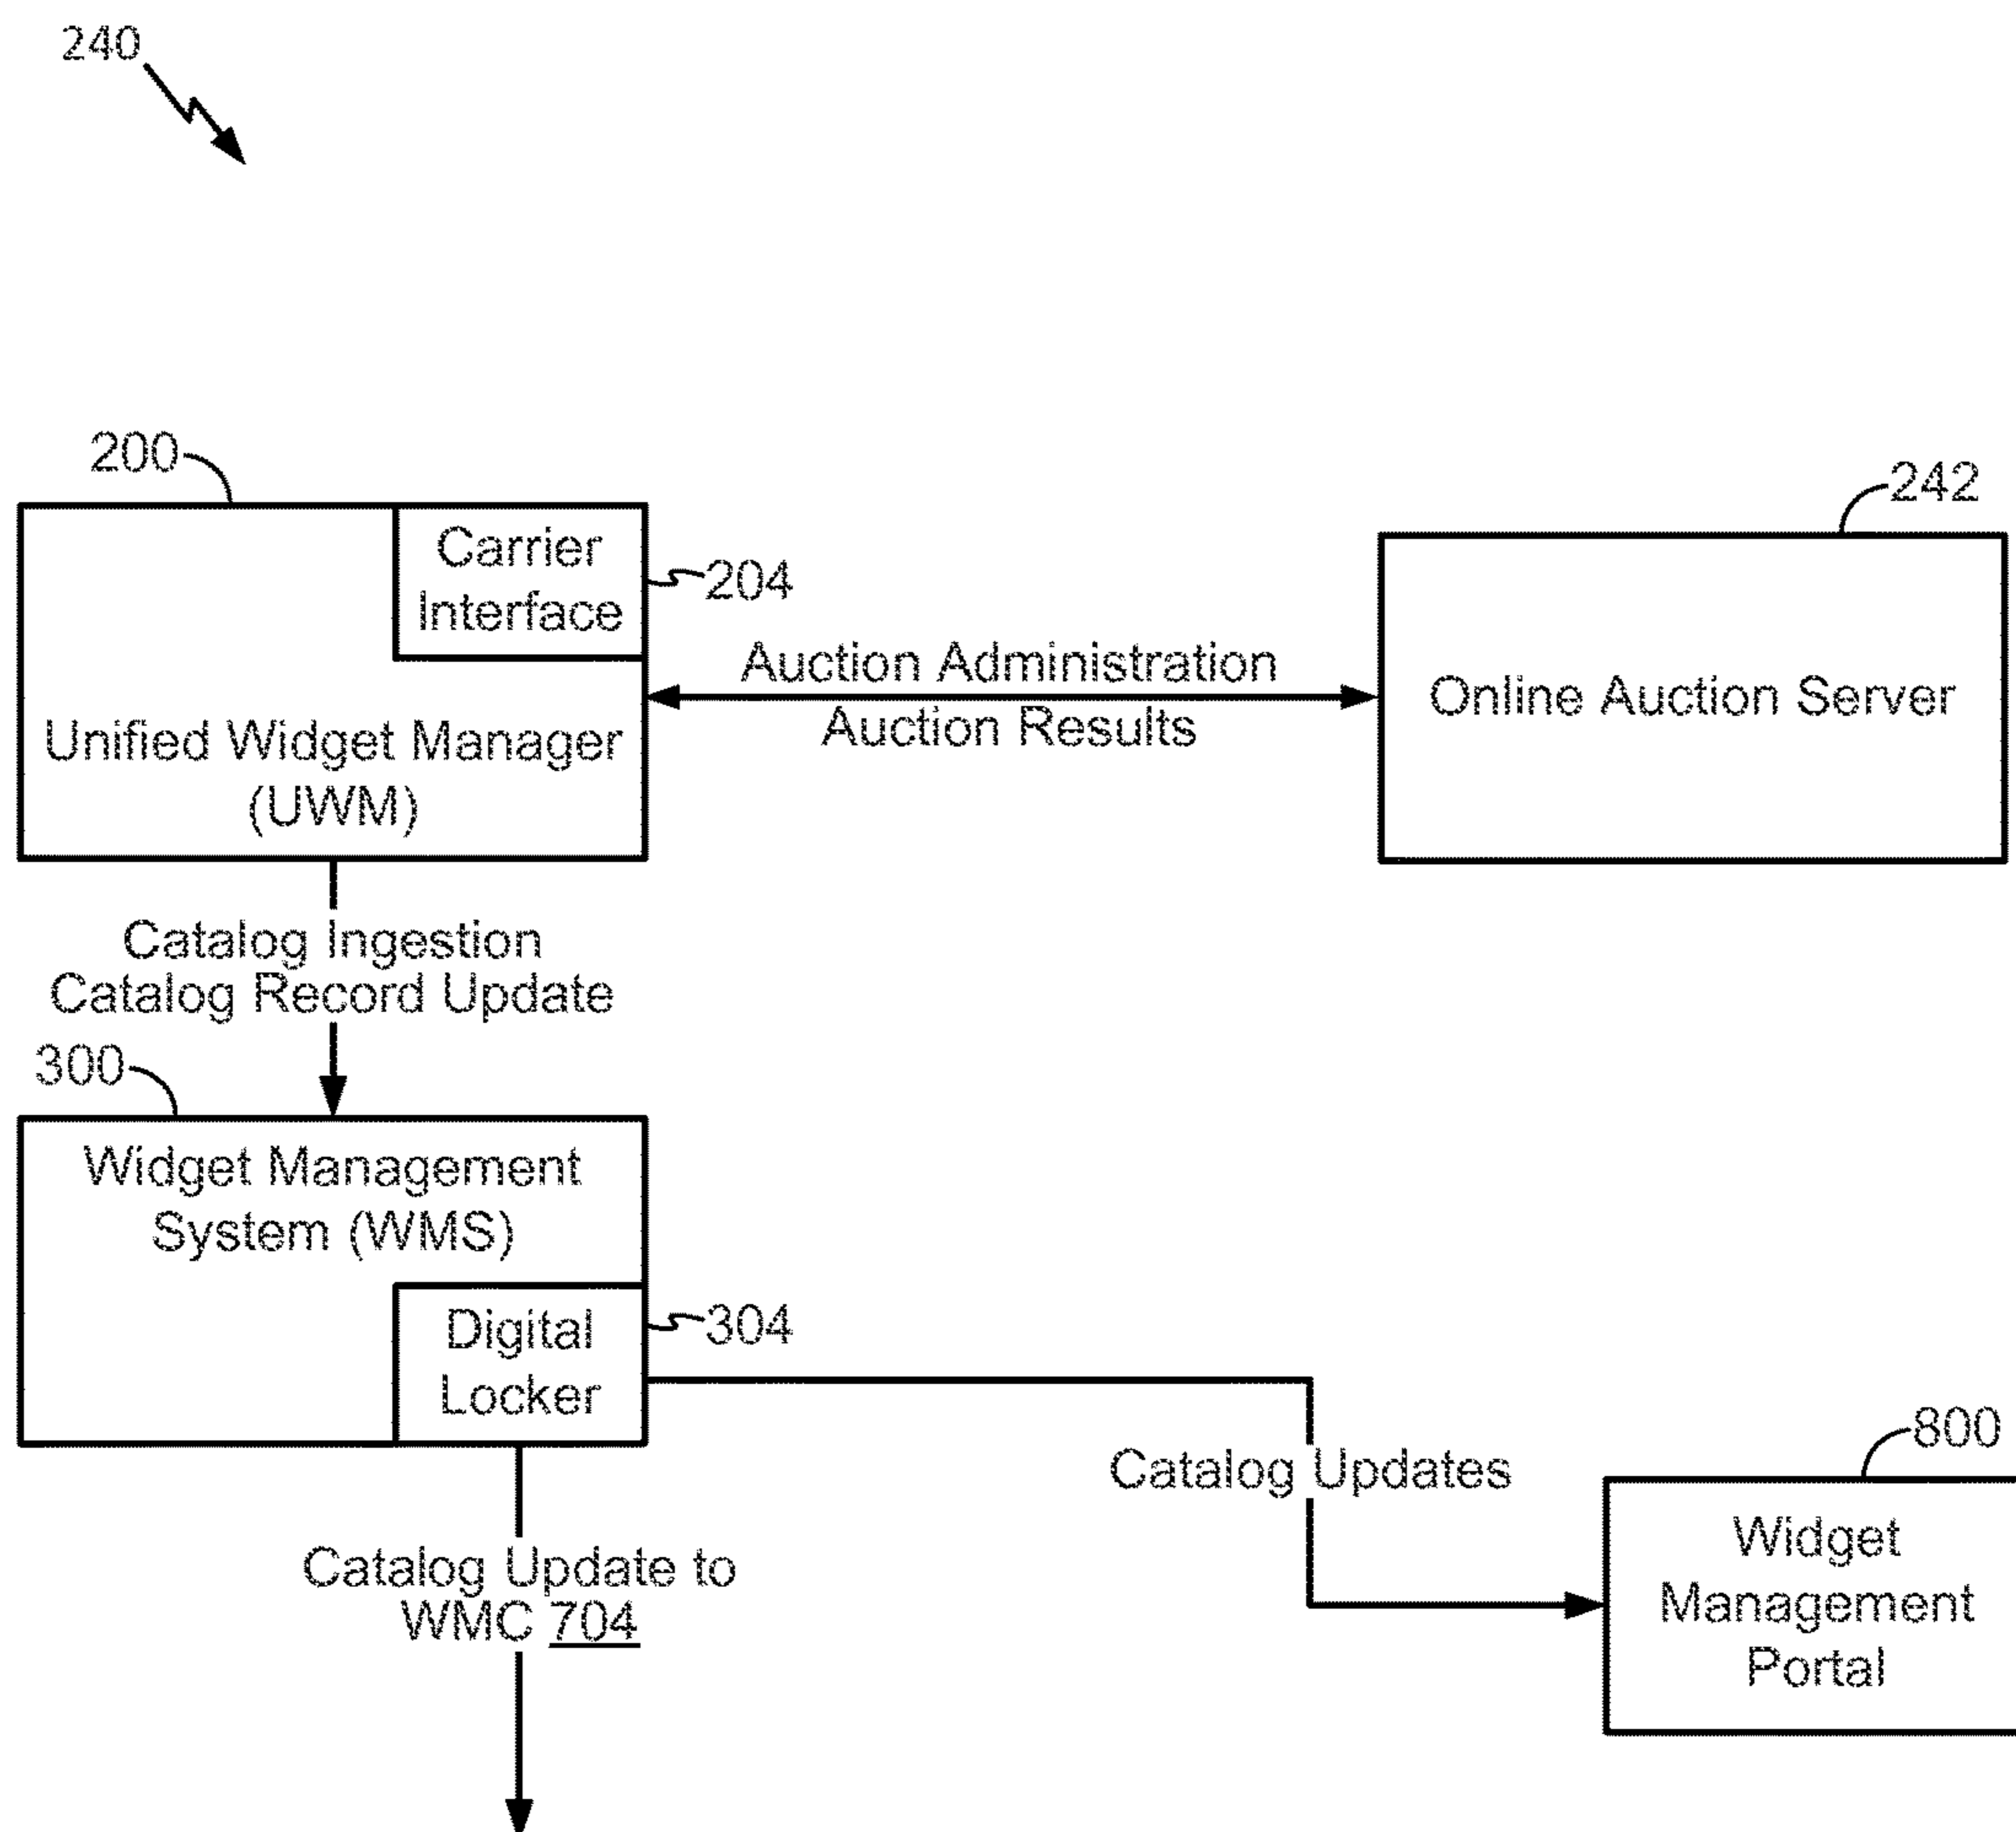 240
200
Carrier
Interface
204
242
Auction Administration
Auction Results
Online Auction Server
Unified Widget Manager
(UWM)
Catalog Ingestion
Catalog Record Update
300
Widget Management
System (WMS)
Digital
Locker
304
Catalog Updates
800
Widget
Management
Portal
Catalog Update to
WMC 704